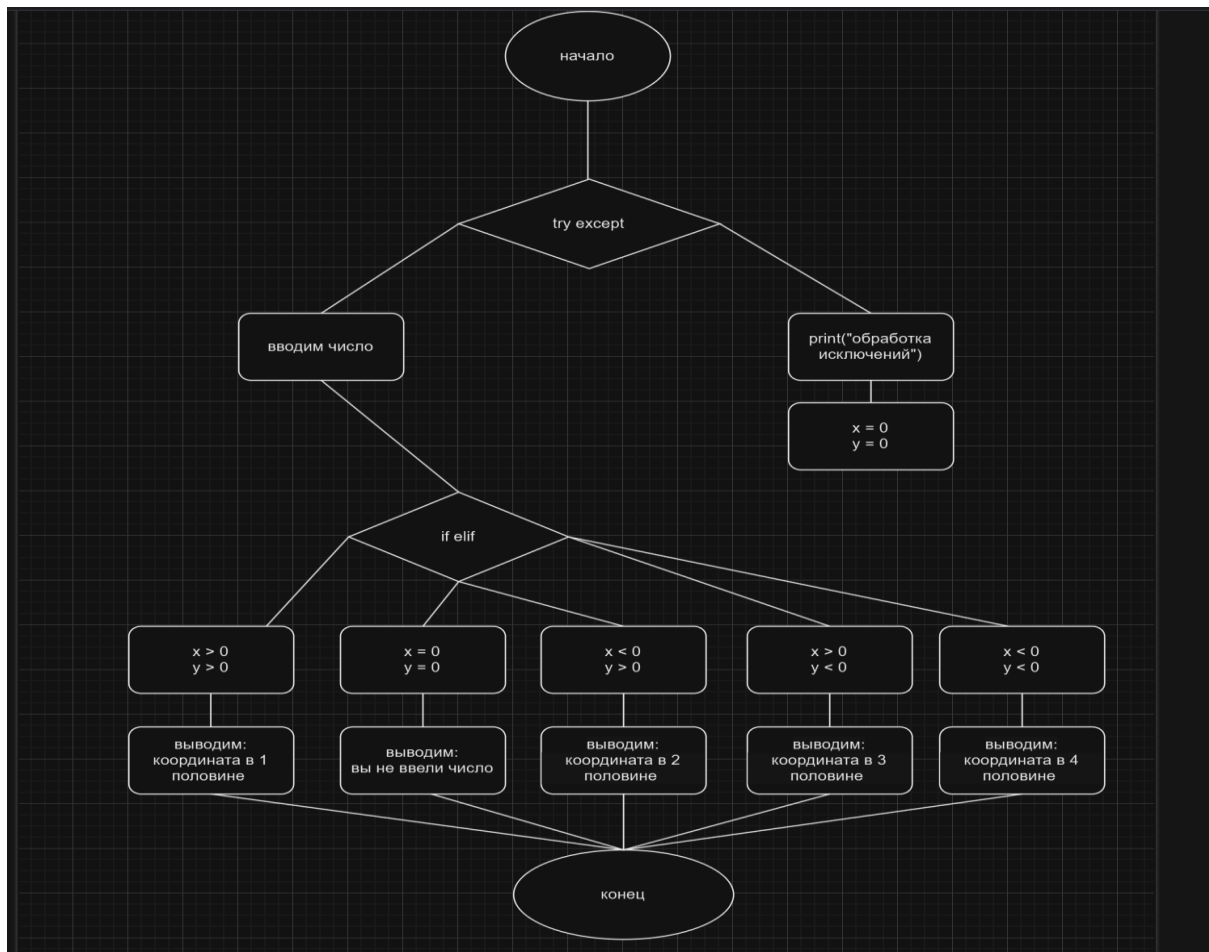 начало
try except
вводим число
print("обработка
исключений")
x = 0
y = 0
if elif
x > 0
y > 0
x = 0
y = 0
x < 0
y > 0
x > 0
y < 0
x < 0
y < 0
выводим:
координата в 1
половине
выводим:
вы не ввели число
выводим:
координата в 2
половине
выводим:
координата в 3
половине
выводим:
координата в 4
половине
конец